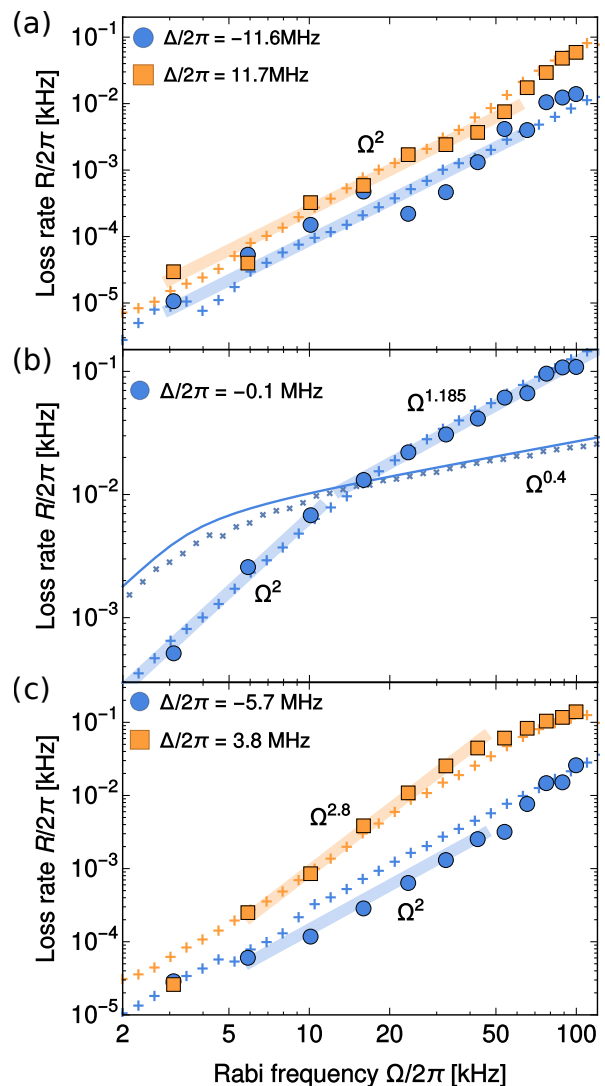 (a)
Δ/2π = −11.6MHz
Δ/2π = 11.7MHz
Ω²
Loss rate R/2π [kHz]
10⁻¹
10⁻²
10⁻³
10⁻⁴
10⁻⁵
(b)
Δ/2π = −0.1 MHz
Ω¹·¹⁸⁵
Ω⁰·⁴
Ω²
Loss rate R/2π [kHz]
10⁻¹
10⁻²
10⁻³
(c)
Δ/2π = −5.7 MHz
Δ/2π = 3.8 MHz
Ω²·⁸
Ω²
Loss rate R/2π [kHz]
10⁻¹
10⁻²
10⁻³
10⁻⁴
10⁻⁵
2 5 10 20 50 100
Rabi frequency Ω/2π [kHz]